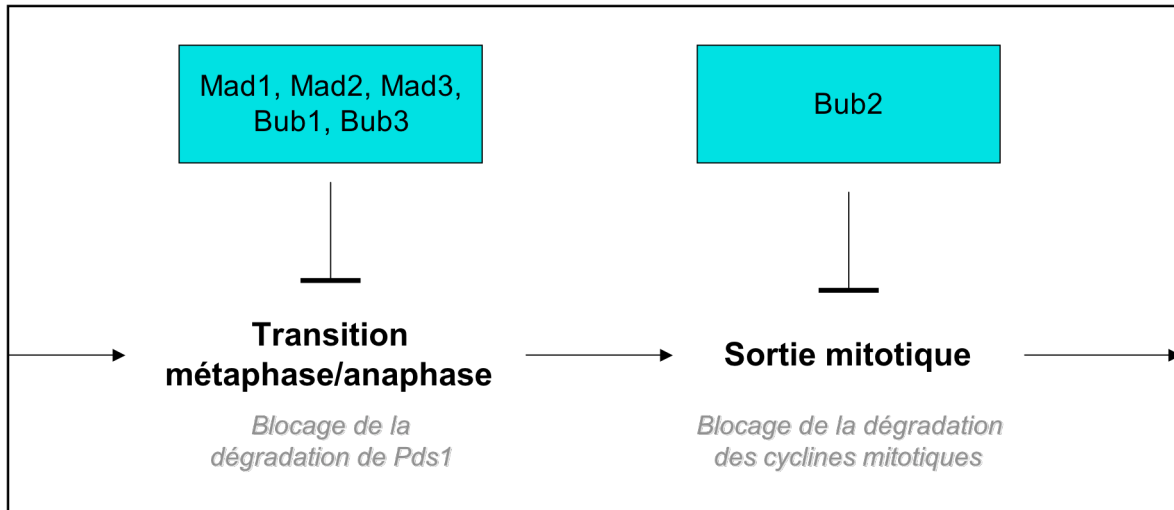 Mad1, Mad2, Mad3,
Bub1, Bub3
Bub2
Transition
métaphase/anaphase
Sortie mitotique
Blocage de la
dégradation de Pds1
Blocage de la dégradation
des cyclines mitotiques